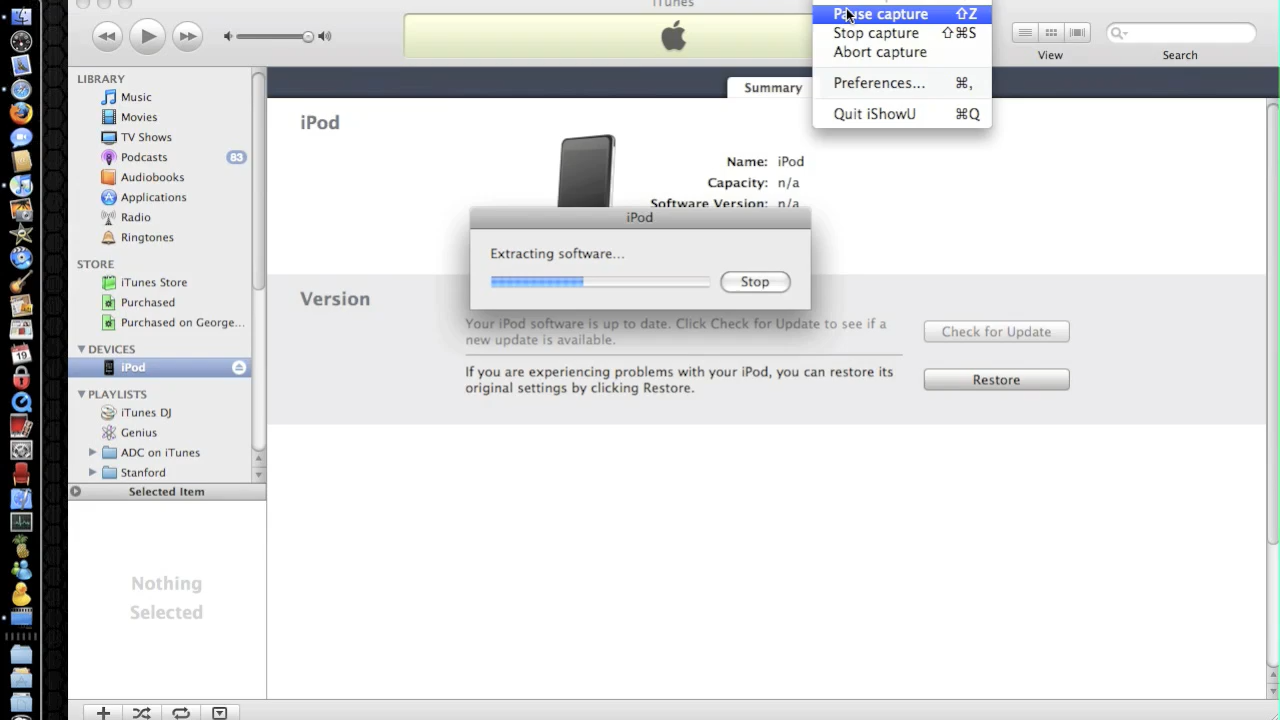 iTunes
Pause capture ⇧Z
Stop capture ⇧⌘S
Abort capture
Preferences... ⌘,
Quit iShowU ⌘Q
View
Search
LIBRARY
Music
Movies
TV Shows
Podcasts 83
Audiobooks
Applications
Radio
Ringtones
STORE
iTunes Store
Purchased
Purchased on George...
DEVICES
iPod
PLAYLISTS
iTunes DJ
Genius
ADC on iTunes
Stanford
Selected Item
Nothing
Selected
Summary
iPod
Name: iPod
Capacity: n/a
Software Version: n/a
iPod
Extracting software...
Stop
Version
Your iPod software is up to date. Click Check for Update to see if a
new update is available.
Check for Update
If you are experiencing problems with your iPod, you can restore its
original settings by clicking Restore.
Restore
19